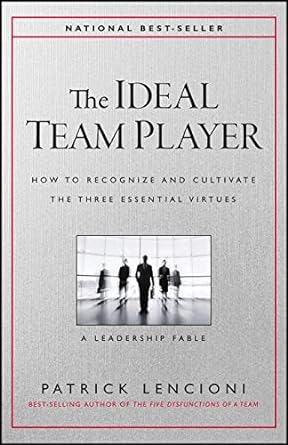 NATIONAL BEST-SELLER
The IDEAL
TEAM PLAYER
HOW TO RECOGNIZE AND CULTIVATE
THE THREE ESSENTIAL VIRTUES
A LEADERSHIP FABLE
PATRICK LENCIONI
BEST-SELLING AUTHOR OF THE FIVE DYSFUNCTIONS OF A TEAM